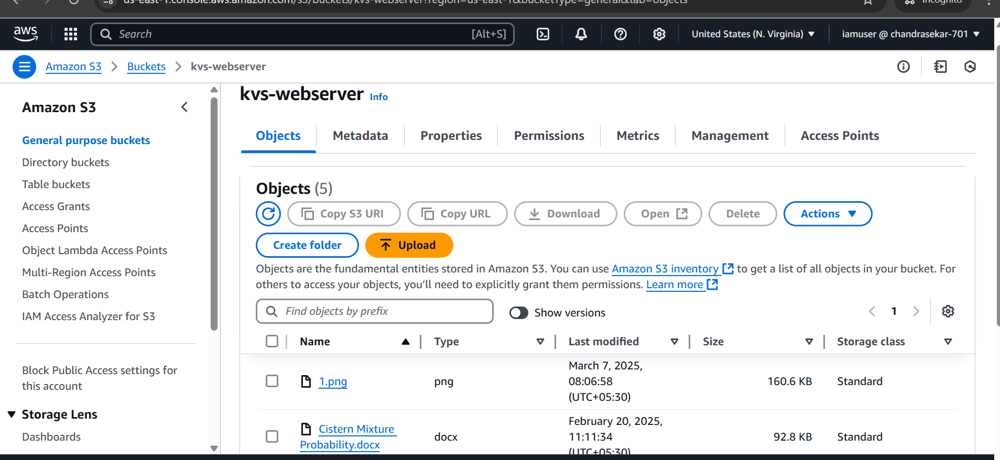 us-east-1.console.aws.amazon.com/s3/buckets/kvs-webserver?region=us-east-1&bucketType=general&tab=objects
Incognito
aws
Search
[Alt+S]
United States (N. Virginia)
iamuser @ chandrasekar-701
Amazon S3
Buckets
kvs-webserver
Amazon S3
General purpose buckets
Directory buckets
Table buckets
Access Grants
Access Points
Object Lambda Access Points
Multi-Region Access Points
Batch Operations
IAM Access Analyzer for S3
Block Public Access settings for
this account
Storage Lens
Dashboards
kvs-webserver Info
Objects
Metadata
Properties
Permissions
Metrics
Management
Access Points
Objects (5)
Copy S3 URI
Copy URL
Download
Open
Delete
Actions
Create folder
Upload
Objects are the fundamental entities stored in Amazon S3. You can use Amazon S3 inventory to get a list of all objects in your bucket. For
others to access your objects, you’ll need to explicitly grant them permissions. Learn more
Find objects by prefix
Show versions
1
Name
Type
Last modified
Size
Storage class
1.png
png
March 7, 2025,
08:06:58
(UTC+05:30)
160.6 KB
Standard
Cistern Mixture
Probability.docx
docx
February 20, 2025,
11:11:34
(UTC+05:30)
92.8 KB
Standard